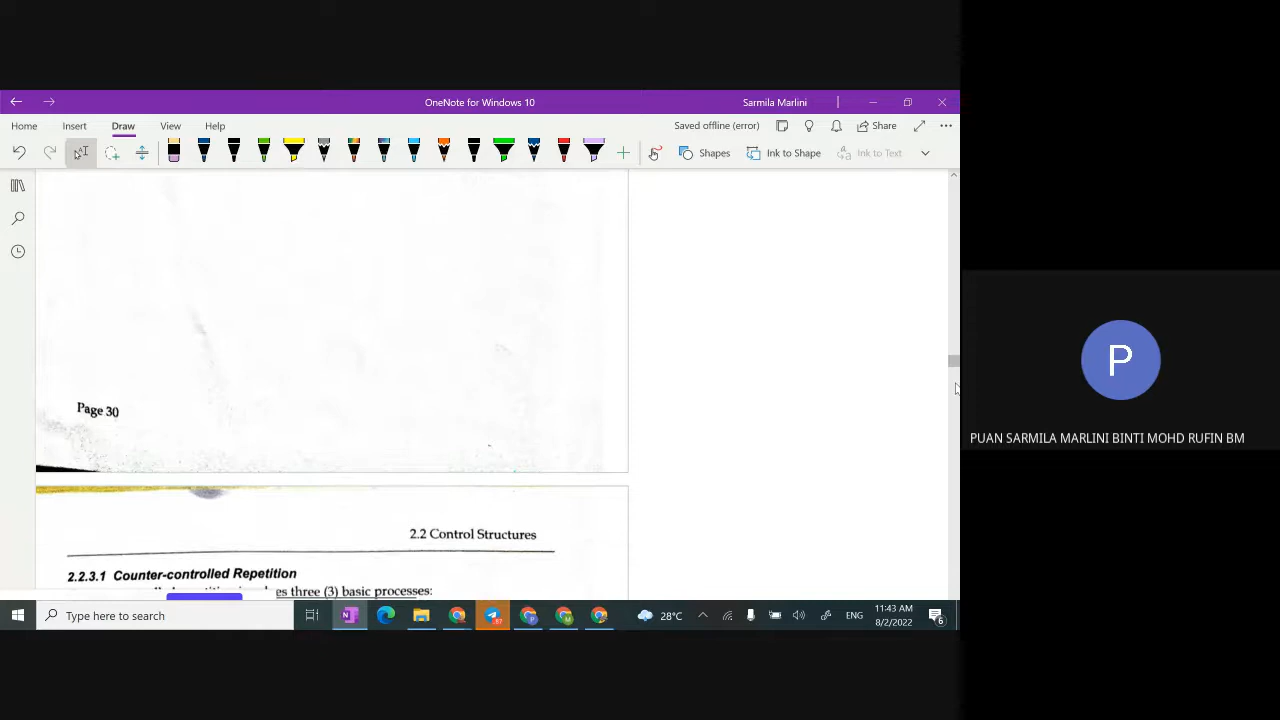 OneNote for Windows 10
Sarmila Marlini
Home Insert Draw View Help
Saved offline (error)
Share
Shapes
Ink to Shape
Ink to Text
Page 30
2.2 Control Structures
2.2.3.1 Counter-controlled Repetition
es three (3) basic processes:
P
PUAN SARMILA MARLINI BINTI MOHD RUFIN BM
Type here to search
28°C
ENG
11:43 AM
8/2/2022
6